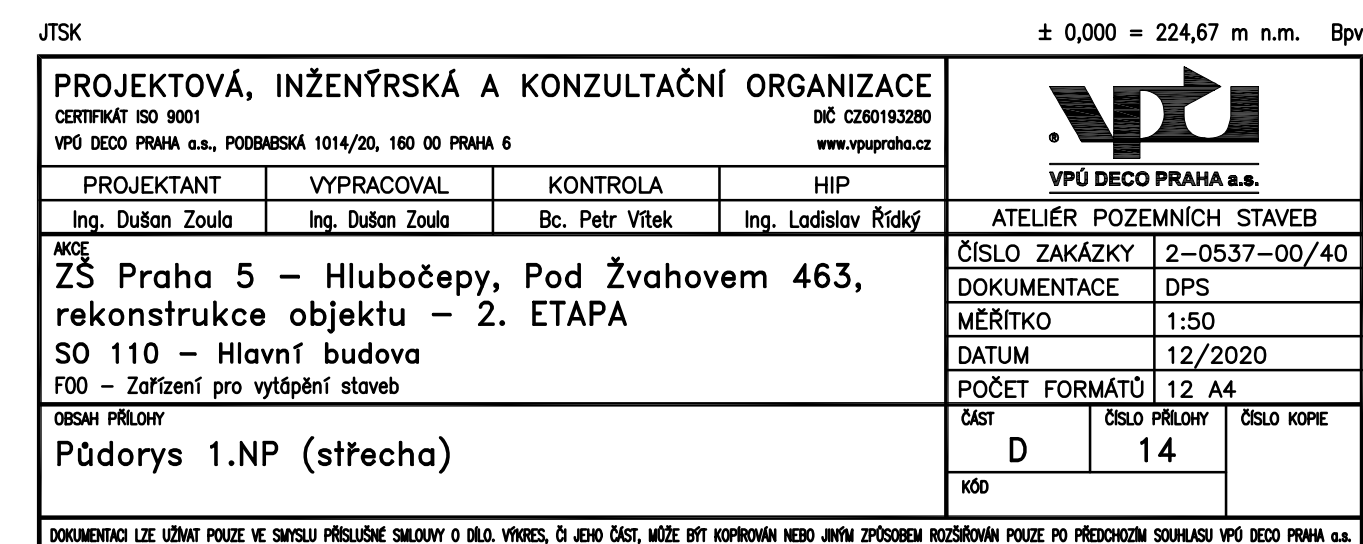 JTSK
± 0,000 = 224,67 m n.m. Bpv
PROJEKTOVÁ, INŽENÝRSKÁ A KONZULTAČNÍ ORGANIZACE
CERTIFIKÁT ISO 9001
DIČ CZ60193280
VPÚ DECO PRAHA a.s., PODBABSKÁ 1014/20, 160 00 PRAHA 6
www.vpupraha.cz
vpú
®
VPÚ DECO PRAHA a.s.
PROJEKTANT
VYPRACOVAL
KONTROLA
HIP
Ing. Dušan Zoula
Ing. Dušan Zoula
Bc. Petr Vítek
Ing. Ladislav Řídký
ATELIÉR POZEMNÍCH STAVEB
AKCE
ZŠ Praha 5 – Hlubočepy, Pod Žvahovem 463,
rekonstrukce objektu – 2. ETAPA
SO 110 – Hlavní budova
F00 – Zařízení pro vytápění staveb
ČÍSLO ZAKÁZKY 2–0537–00/40
DOKUMENTACE DPS
MĚŘÍTKO 1:50
DATUM 12/2020
POČET FORMÁTŮ 12 A4
OBSAH PŘÍLOHY
Půdorys 1.NP (střecha)
ČÁST
D
ČÍSLO PŘÍLOHY
14
ČÍSLO KOPIE
KÓD
DOKUMENTACI LZE UŽÍVAT POUZE VE SMYSLU PŘÍSLUŠNÉ SMLOUVY O DÍLO. VÝKRES, ČI JEHO ČÁST, MŮŽE BÝT KOPÍROVÁN NEBO JINÝM ZPŮSOBEM ROZŠIŘOVÁN POUZE PO PŘEDCHOZÍM SOUHLASU VPÚ DECO PRAHA a.s.